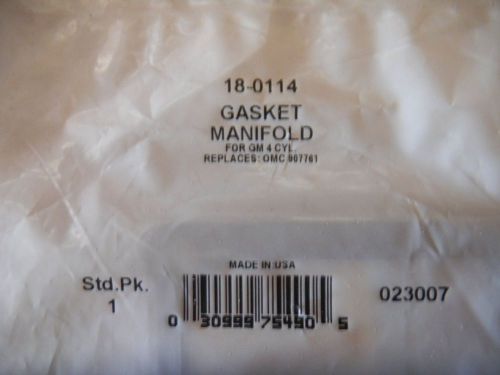 18-0114
GASKET
MANIFOLD
FOR GM 4 CYL.
REPLACES: OMC 907761
MADE IN USA
Std.Pk.
1
023007
0 30999 75490 5